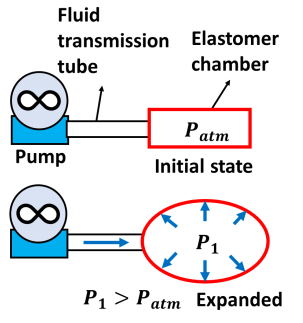 Fluid
transmission
tube
Elastomer
chamber
∞
P_atm
Pump
Initial state
∞
P_1
P_1 > P_atm
Expanded